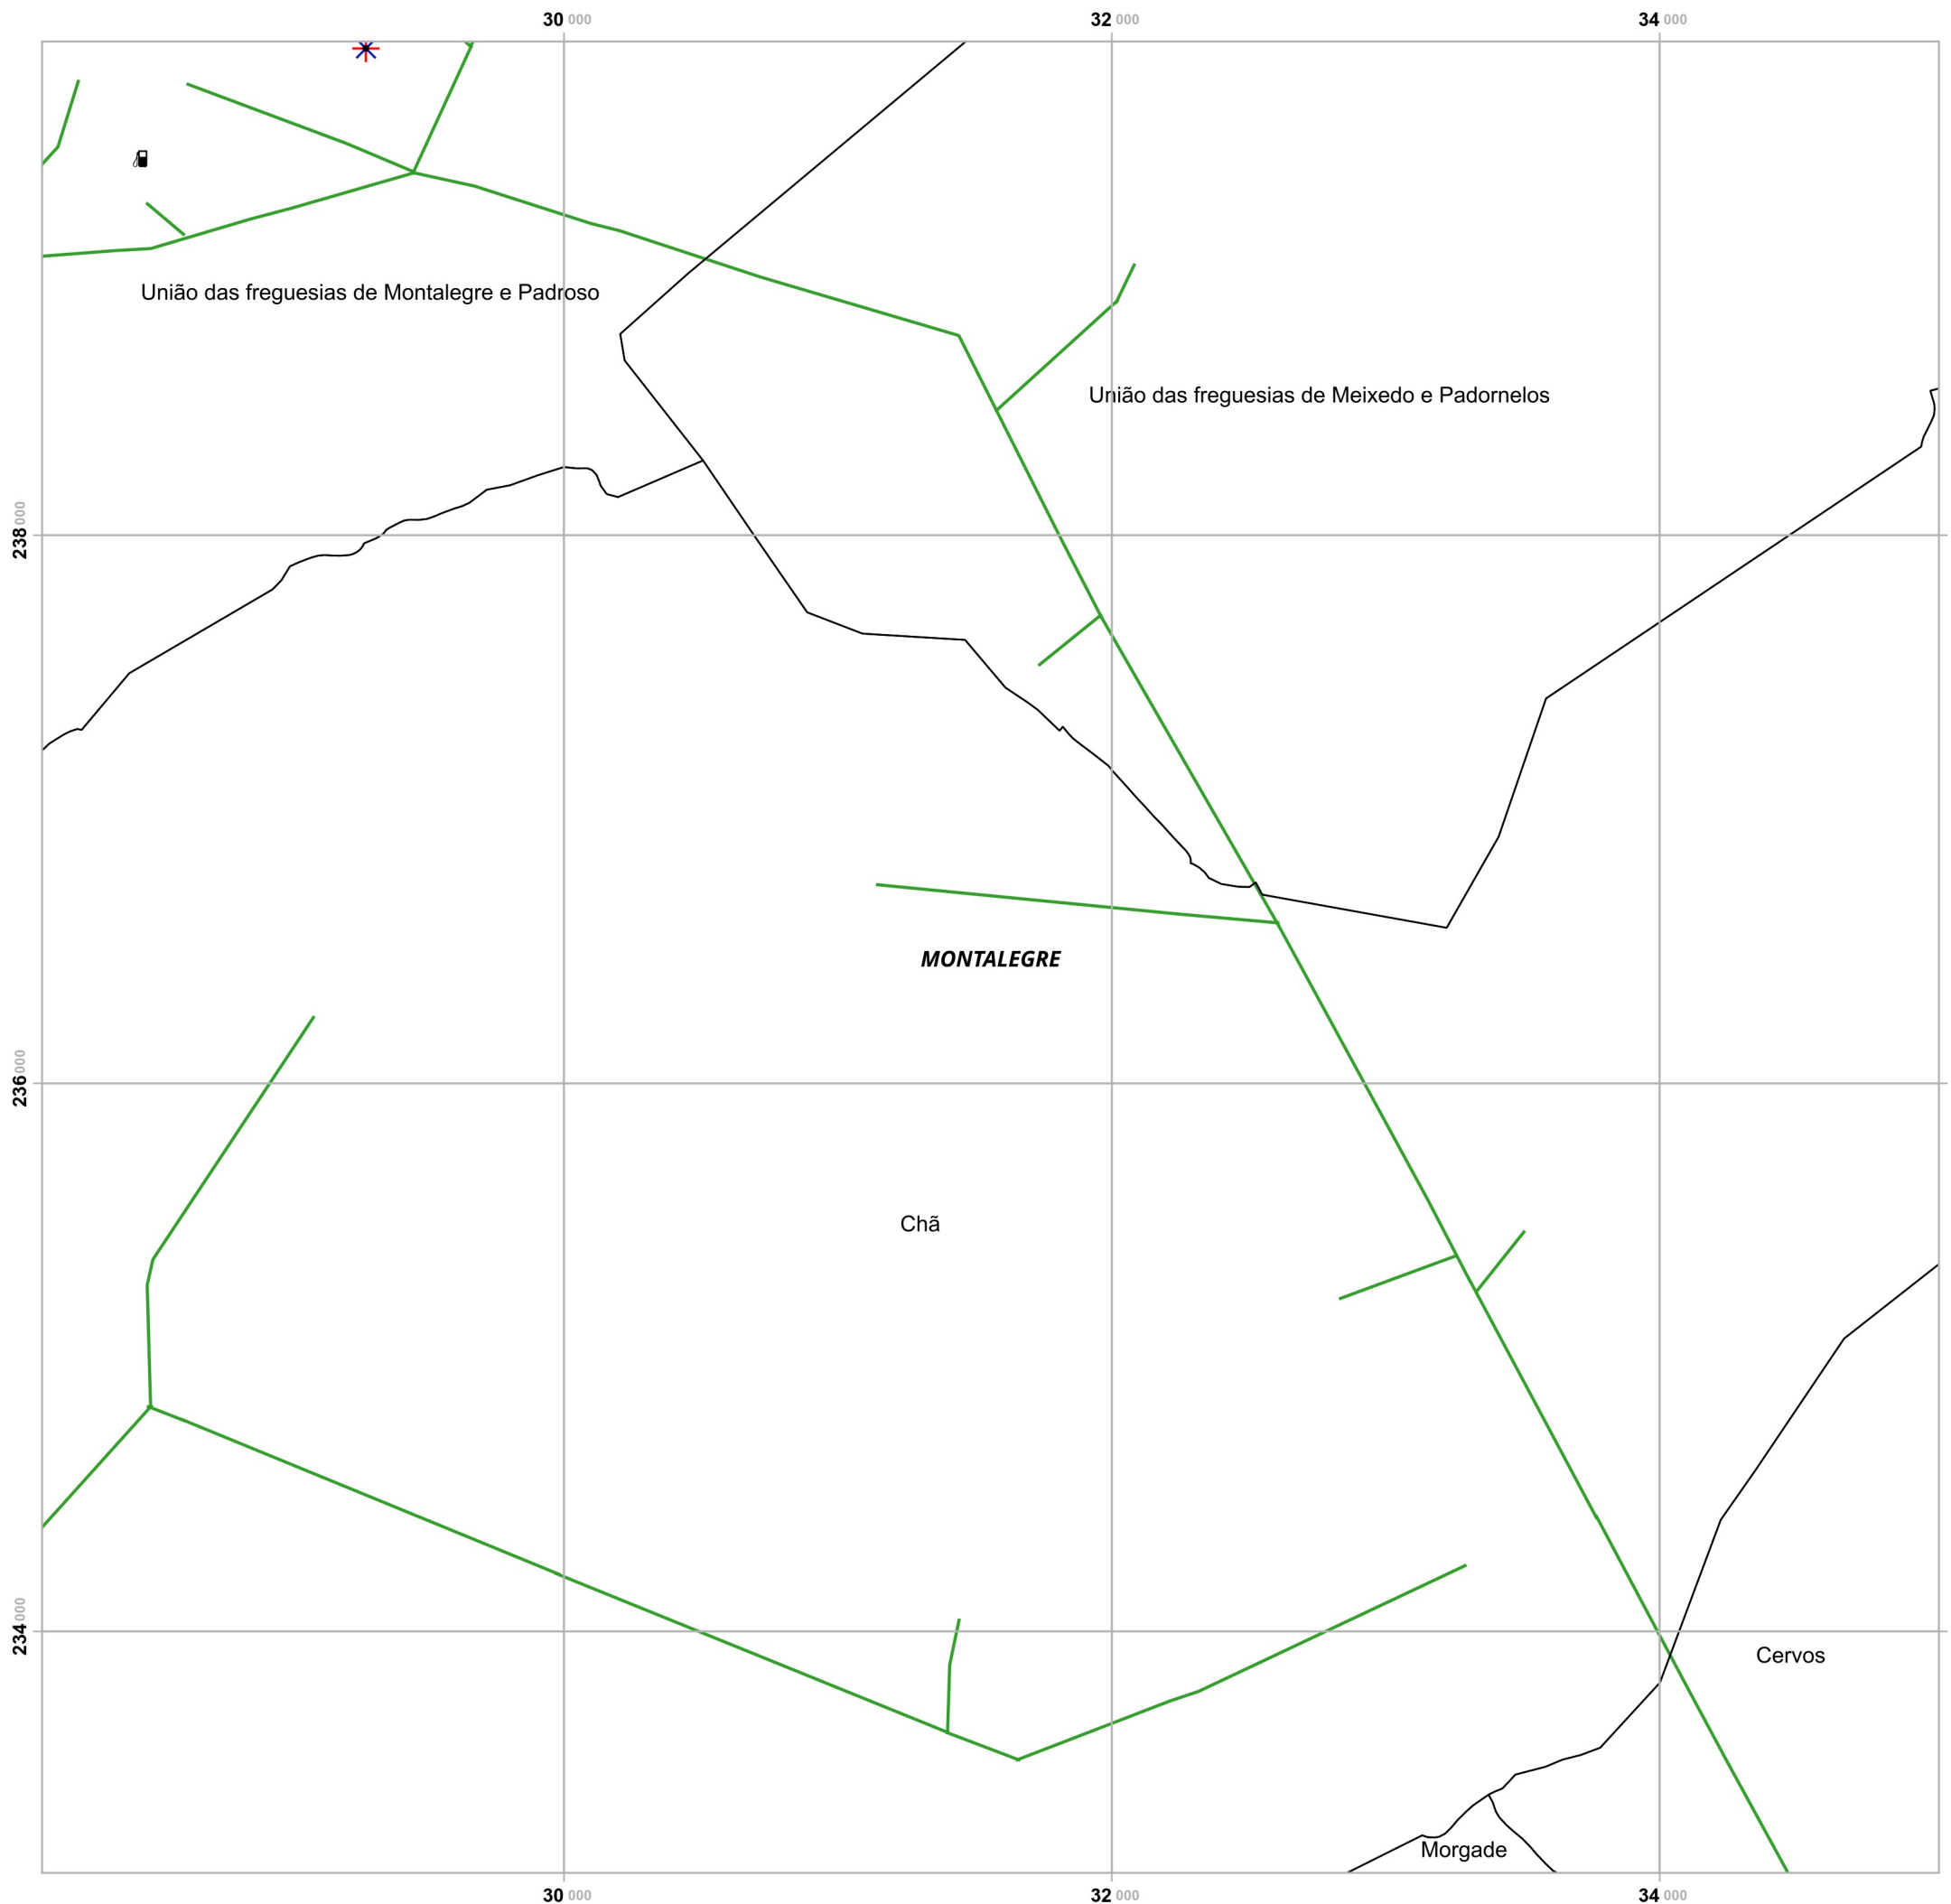 30 000 32 000 34 000
União das freguesias de Montalegre e Padroso
União das freguesias de Meixedo e Padornelos
238 000
MONTALEGRE
236 000
Chã
234 000
Cervos
Morgade
30 000 32 000 34 000